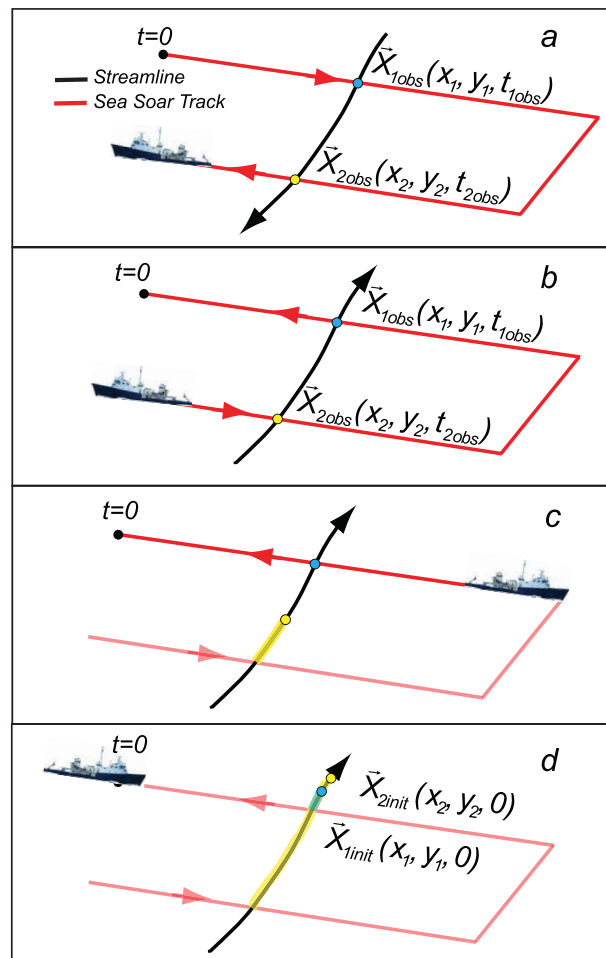 a
t=0
Streamline
Sea Soar Track
X⃗1obs(x1, y1, t1obs)
X⃗2obs(x2, y2, t2obs)
b
t=0
X⃗1obs(x1, y1, t1obs)
X⃗2obs(x2, y2, t2obs)
c
t=0
d
t=0
X⃗2init(x2, y2, 0)
X⃗1init(x1, y1, 0)